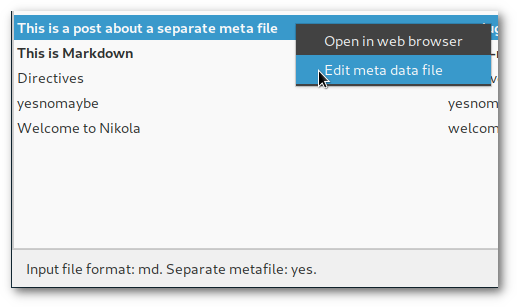 This is a post about a separate meta file
Open in web browser
This is Markdown
Edit meta data file
Directives
yesnomaybe yesnom
Welcome to Nikola welcom
Input file format: md. Separate metafile: yes.